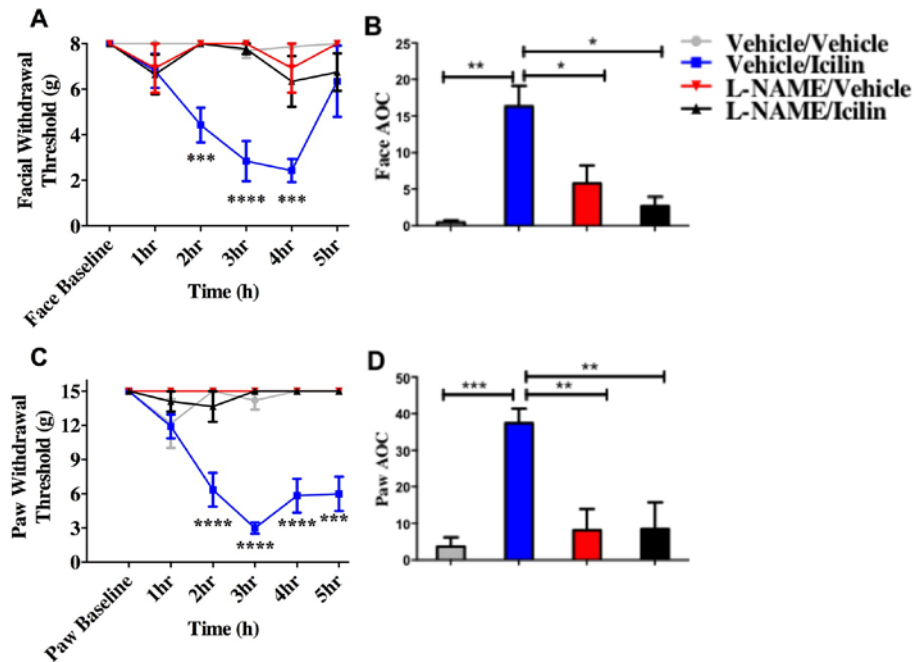 A
Facial Withdrawal
Threshold (g)
8
6
4
2
0
***
****
***
Face Baseline
1hr
2hr
3hr
4hr
5hr
Time (h)
B
Face AOC
25
20
15
10
5
0
**
*
*
Vehicle/Vehicle
Vehicle/Icilin
L-NAME/Vehicle
L-NAME/Icilin
C
Paw Withdrawal
Threshold (g)
15
12
9
6
3
0
****
****
****
***
Paw Baseline
1hr
2hr
3hr
4hr
5hr
Time (h)
D
Paw AOC
50
40
30
20
10
0
***
**
**